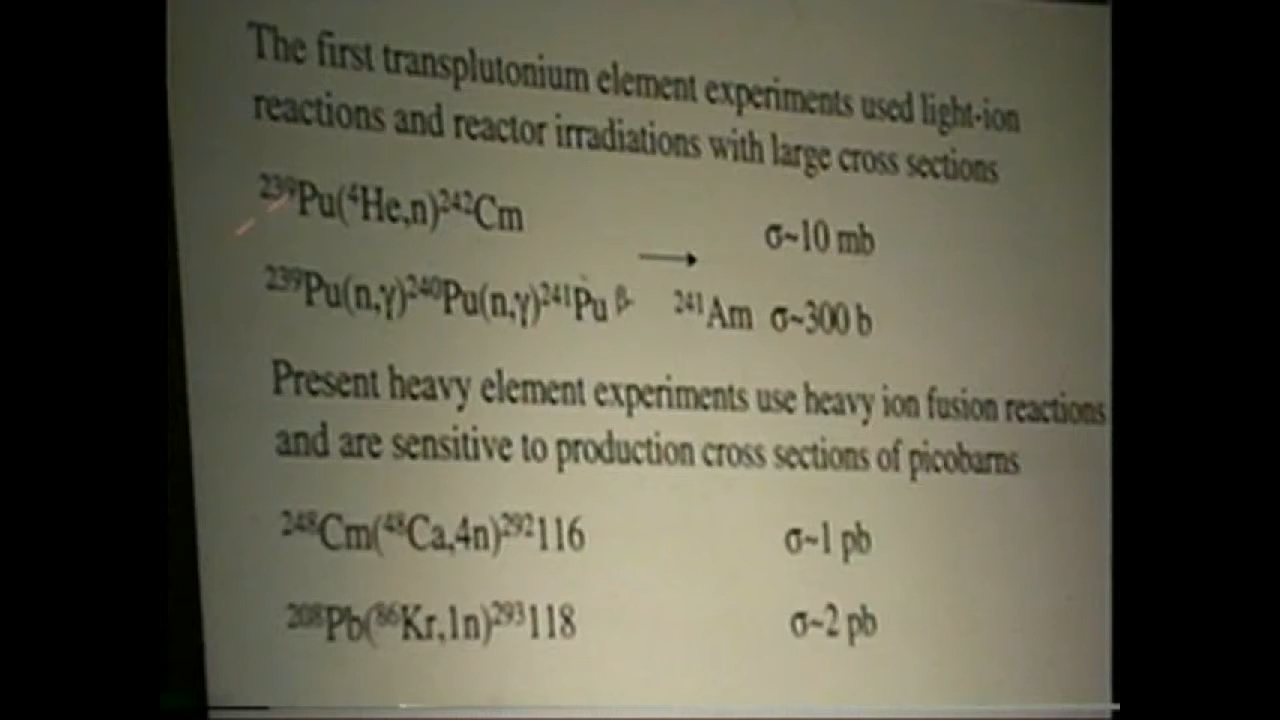 The first transplutonium element experiments used light-ion
reactions and reactor irradiations with large cross sections
²³⁹Pu(⁴He,n)²⁴²Cm σ~10 mb
²³⁹Pu(n,γ)²⁴⁰Pu(n,γ)²⁴¹Pu β- → ²⁴¹Am σ~300 b
Present heavy element experiments use heavy ion fusion reactions
and are sensitive to production cross sections of picobarns
²⁴⁸Cm(⁴⁸Ca,4n)²⁹²116 σ~1 pb
²⁰⁸Pb(⁸⁶Kr,1n)²⁹³118 σ~2 pb